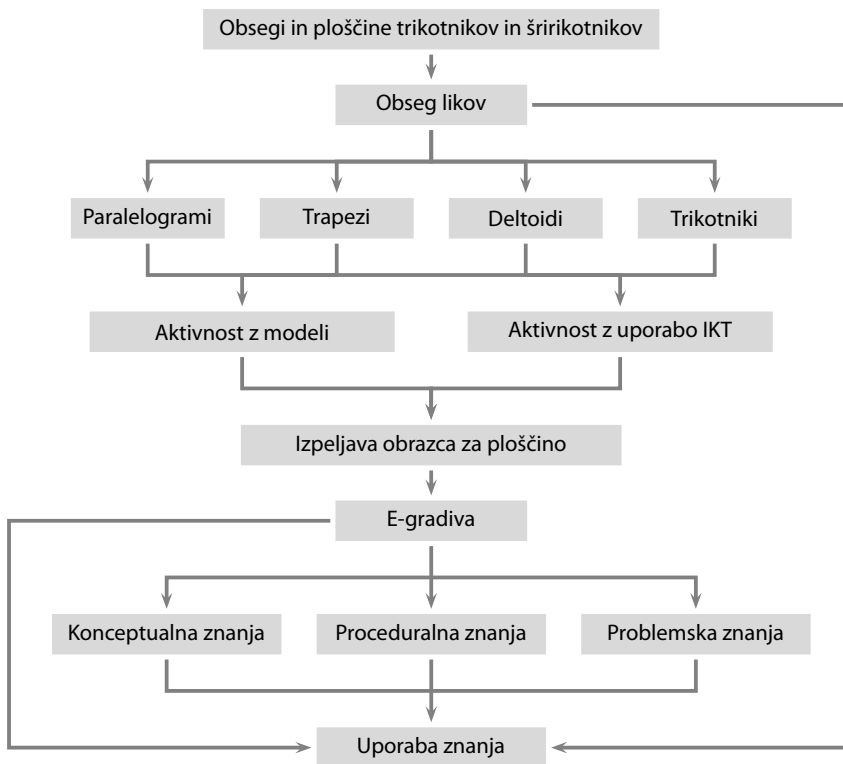 Obsegi in ploščine trikotnikov in šririkotnikov
Obseg likov
Paralelogrami
Trapezi
Deltoidi
Trikotniki
Aktivnost z modeli
Aktivnost z uporabo IKT
Izpeljava obrazca za ploščino
E-gradiva
Konceptualna znanja
Proceduralna znanja
Problemska znanja
Uporaba znanja